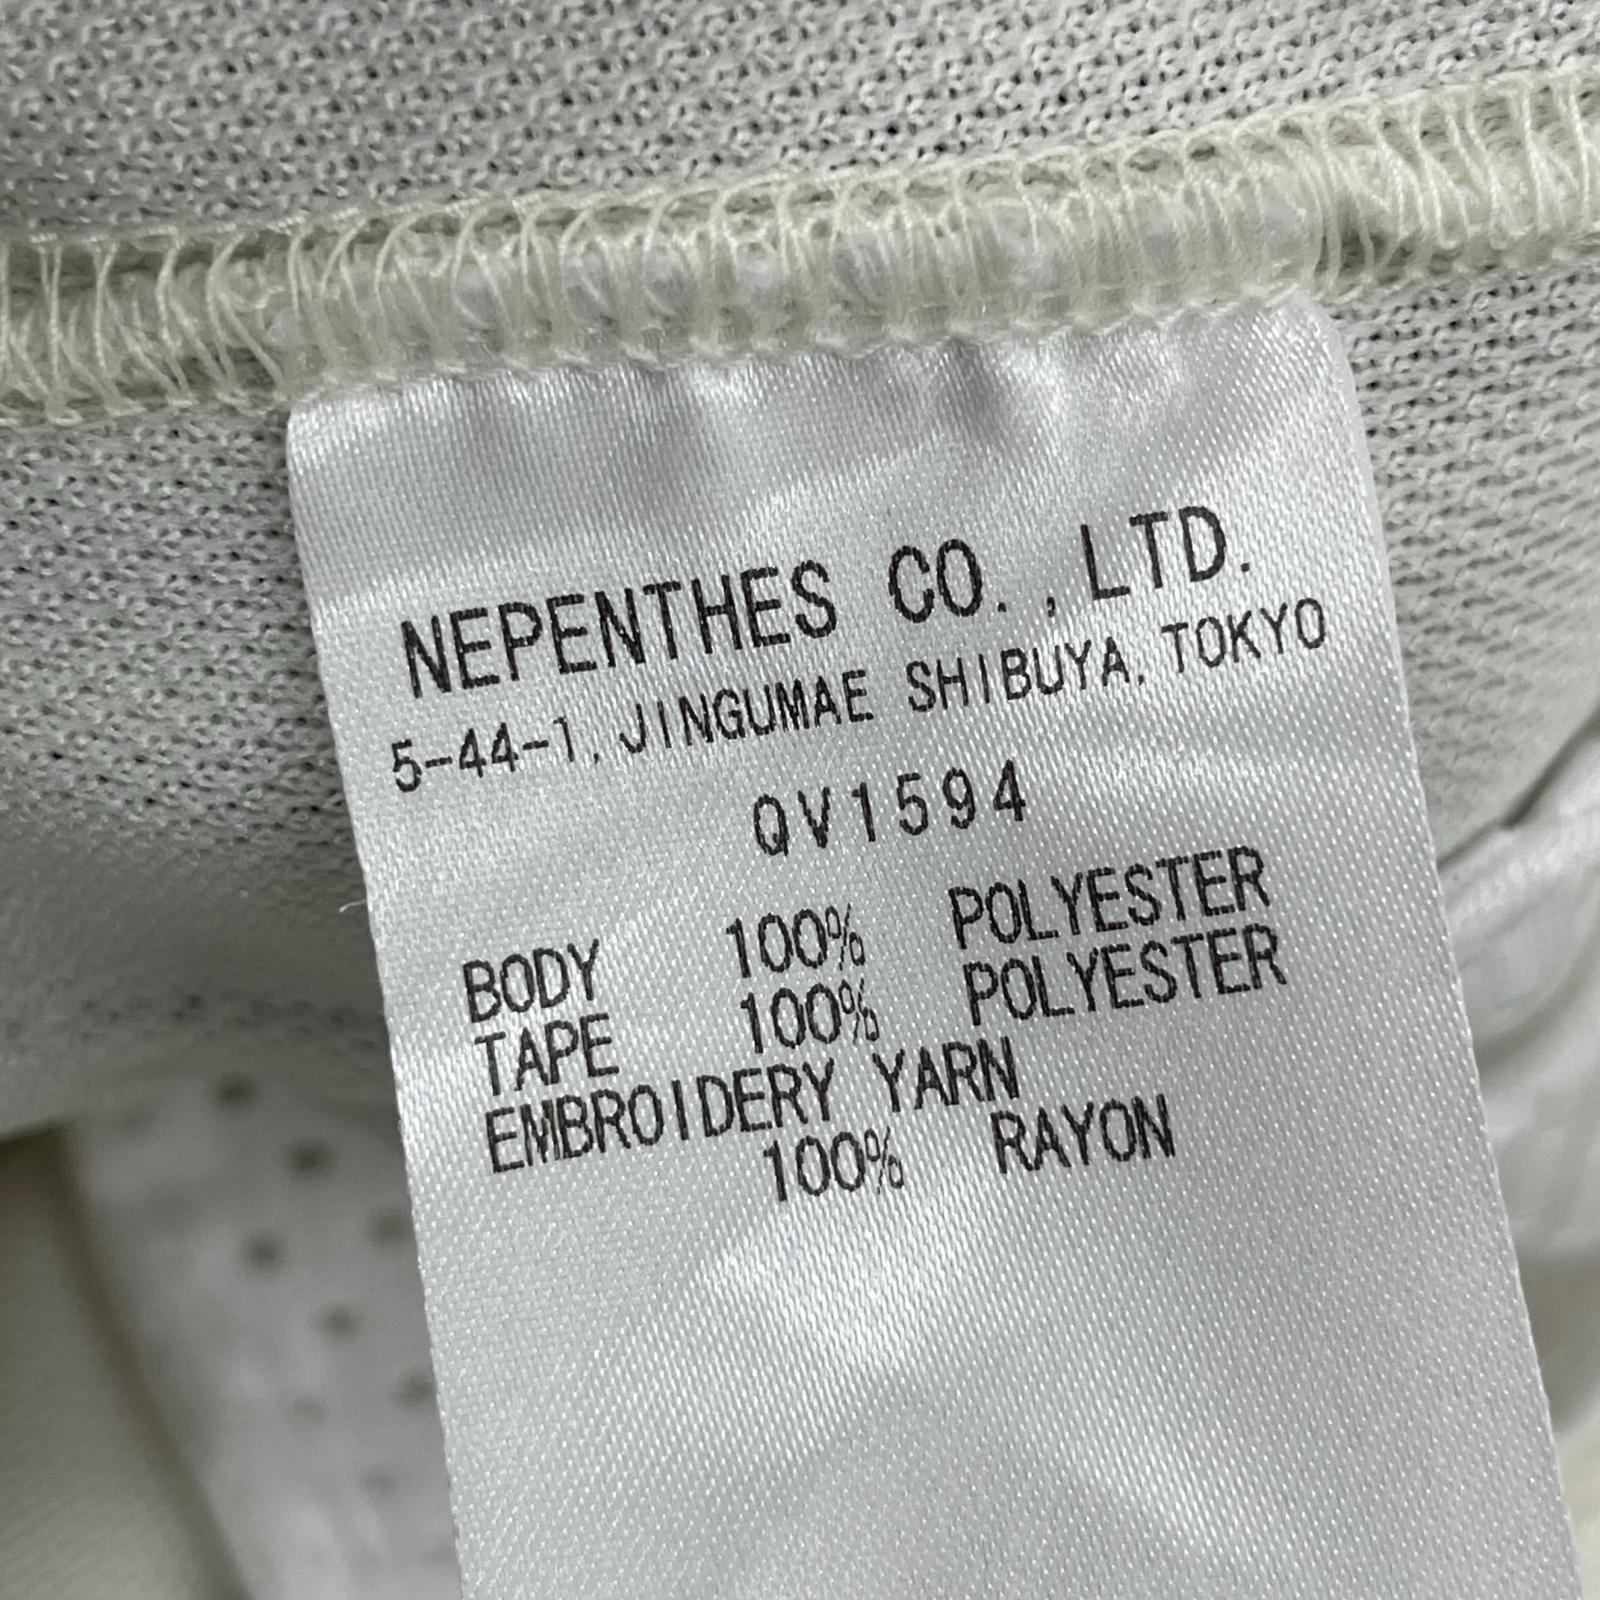 NEPENTHES CO., LTD.
5-44-1, JINGUMAE SHIBUYA, TOKYO
QV1594
BODY 100% POLYESTER
TAPE 100% POLYESTER
EMBROIDERY YARN
100% RAYON